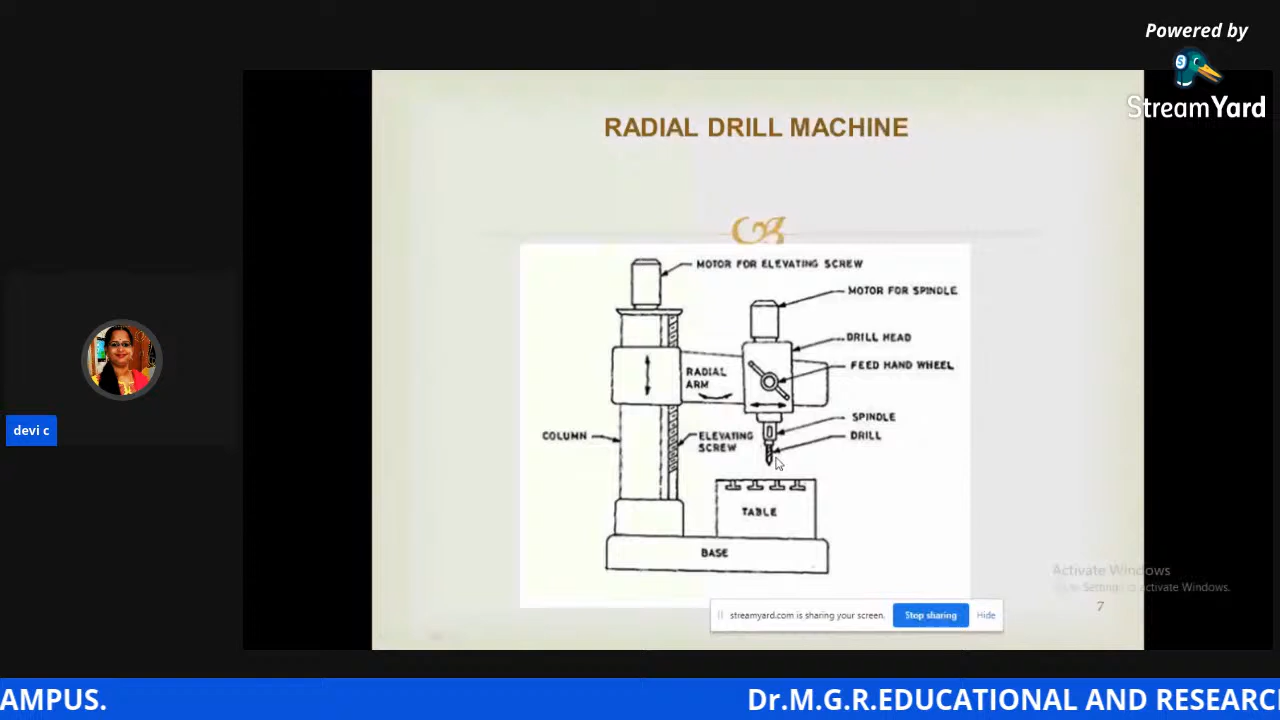 Powered by
StreamYard
RADIAL DRILL MACHINE
MOTOR FOR ELEVATING SCREW
MOTOR FOR SPINDLE
DRILL HEAD
FEED HAND WHEEL
RADIAL
ARM
SPINDLE
COLUMN
ELEVATING
SCREW
DRILL
TABLE
BASE
devi c
Activate Windows
Settings to activate Windows.
7
streamyard.com is sharing your screen.
Stop sharing
Hide
AMPUS.
Dr.M.G.R.EDUCATIONAL AND RESEARC